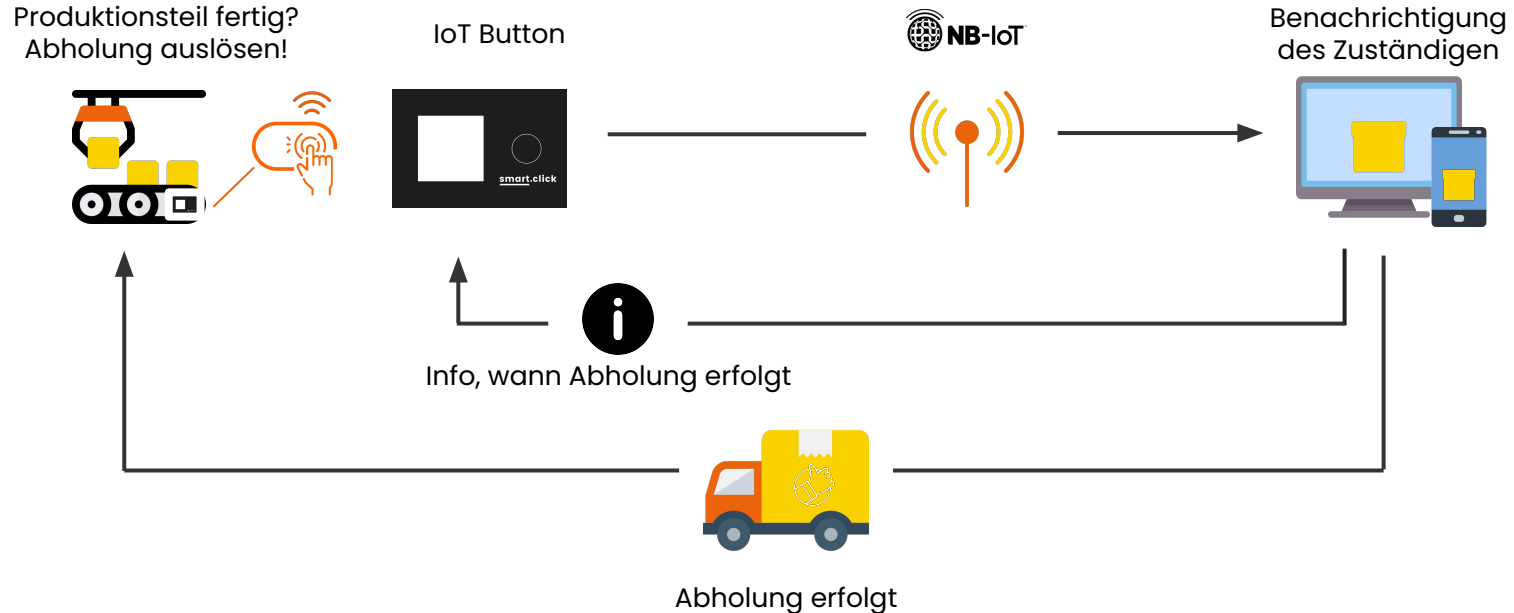 Produktionsteil fertig?
Abholung auslösen!
IoT Button
NB-IoT
Benachrichtigung
des Zuständigen
smart.click
i
Info, wann Abholung erfolgt
Abholung erfolgt